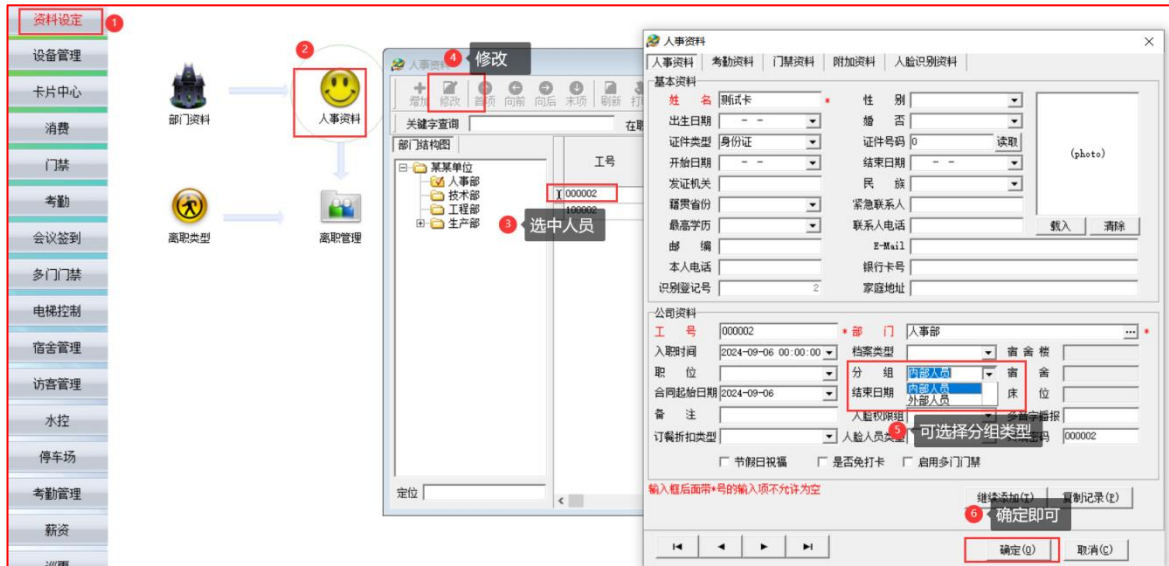 资料设定 1
设备管理
卡片中心
消费
门禁
考勤
会议签到
多门门禁
电梯控制
宿舍管理
访客管理
水控
停车场
考勤管理
薪资
部门资料
2
人事资料
离职类型
离职管理
人事资
4 修改
增加 修改 首项 向前 向后 末项 刷新
关键字查询
部门结构图
某某单位
人事部
技术部
工程部
生产部
工号
000002
100002
3 选中人员
定位
人事资料
人事资料 考勤资料 门禁资料 附加资料 人脸识别资料
基本资料
姓 名 测试卡 * 性 别
出生日期 - - 婚 否
证件类型 身份证 证件号码 0 读取
开始日期 - - 结束日期 - -
发证机关 民 族
籍贯省份 紧急联系人
最高学历 联系人电话
邮 编 E-Mail
本人电话 银行卡号
识别登记号 2 家庭地址
(photo)
载入 清除
公司资料
工 号 000002 * 部 门 人事部 ... *
入职时间 2024-09-06 00:00:00 档案类型 宿舍楼
职 位 分 组 内部人员 宿 舍
内部人员
外部人员
合同起始日期 2024-09-06 结束日期 床 位
备 注 人脸权限组 多音字播报
订餐折扣类型 人脸人员类 密码 000002
5 可选择分组类型
节假日祝福 是否免打卡 启用多门门禁
输入框后面带*号的输入项不允许为空
继续添加(I) 复制记录(P)
6 确定即可
确定(O) 取消(C)